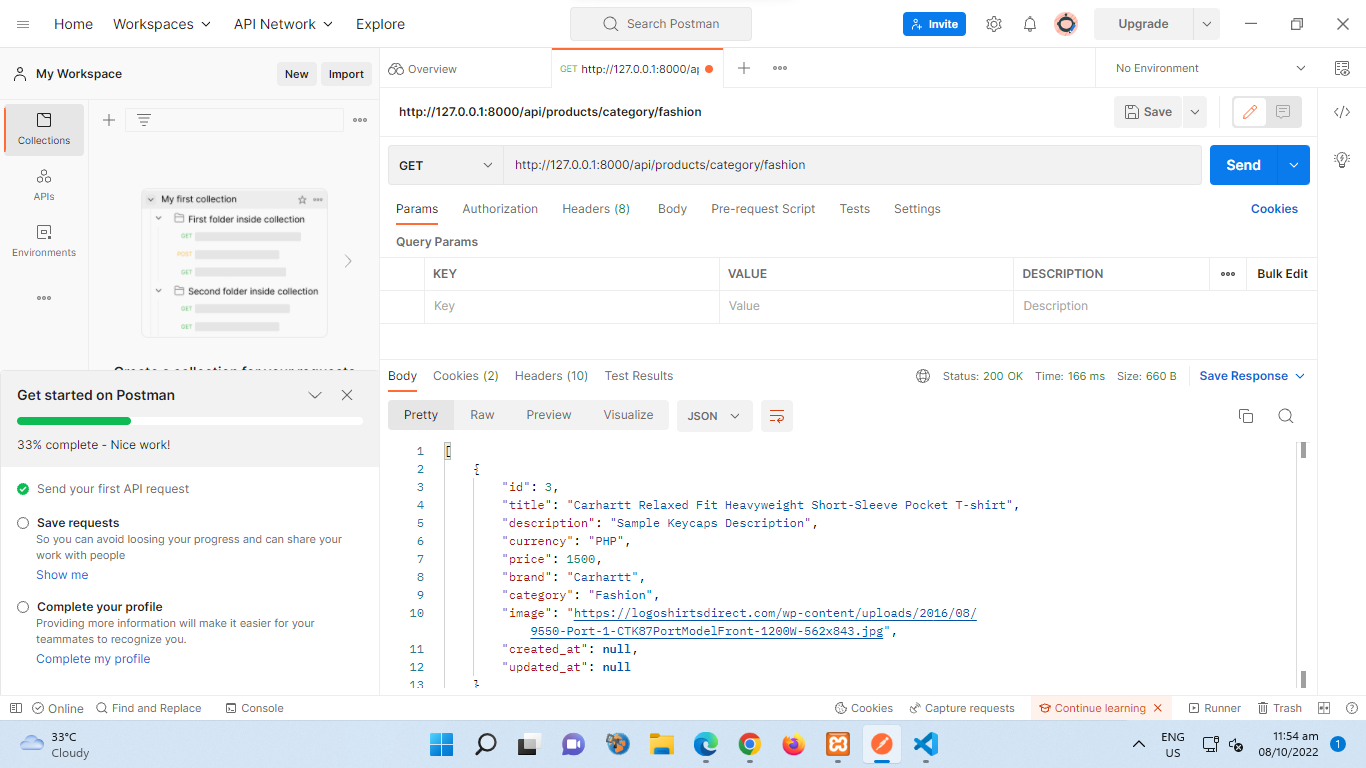 Home
Workspaces
API Network
Explore
Search Postman
Invite
Upgrade
My Workspace
New
Import
Overview
GET http://127.0.0.1:8000/ap
No Environment
Collections
APIs
Environments
My first collection
First folder inside collection
GET
POST
GET
Second folder inside collection
GET
GET
Create a collection for your requests
http://127.0.0.1:8000/api/products/category/fashion
Save
GET
http://127.0.0.1:8000/api/products/category/fashion
Send
Params
Authorization
Headers (8)
Body
Pre-request Script
Tests
Settings
Cookies
Query Params
KEY
VALUE
DESCRIPTION
Bulk Edit
Key
Value
Description
Get started on Postman
33% complete - Nice work!
Send your first API request
Save requests
So you can avoid loosing your progress and can share your
work with people
Show me
Complete your profile
Providing more information will make it easier for your
teammates to recognize you.
Complete my profile
Body
Cookies (2)
Headers (10)
Test Results
Status: 200 OK
Time: 166 ms
Size: 660 B
Save Response
Pretty
Raw
Preview
Visualize
JSON
1 [
2 {
3 "id": 3,
4 "title": "Carhartt Relaxed Fit Heavyweight Short-Sleeve Pocket T-shirt",
5 "description": "Sample Keycaps Description",
6 "currency": "PHP",
7 "price": 1500,
8 "brand": "Carhartt",
9 "category": "Fashion",
10 "image": "https://logoshirtsdirect.com/wp-content/uploads/2016/08/
9550-Port-1-CTK87PortModelFront-1200W-562x843.jpg",
11 "created_at": null,
12 "updated_at": null
13 }
Online
Find and Replace
Console
Cookies
Capture requests
Continue learning
Runner
Trash
33°C
Cloudy
ENG
US
11:54 am
08/10/2022
1